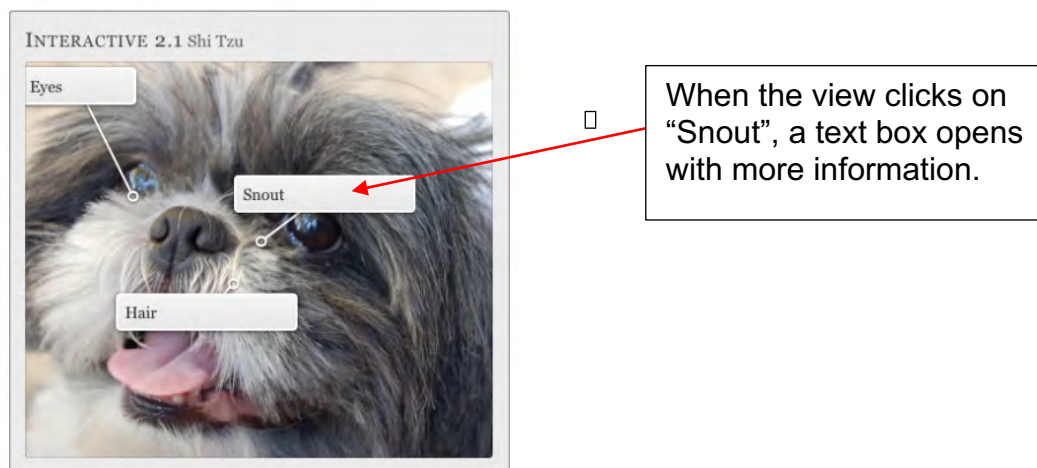 INTERACTIVE 2.1 Shi Tzu
Eyes
Snout
Hair
When the view clicks on
“Snout”, a text box opens
with more information.